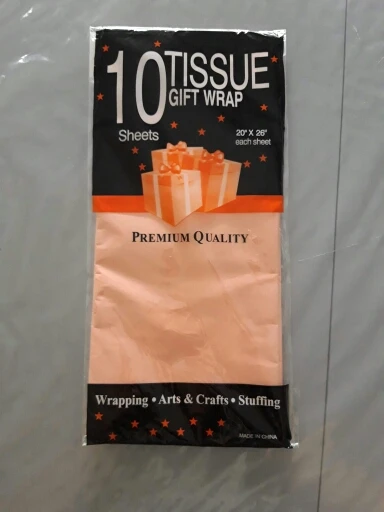 10 TISSUE
GIFT WRAP
Sheets
20" X 26"
each sheet
PREMIUM QUALITY
Wrapping • Arts & Crafts • Stuffing
MADE IN CHINA